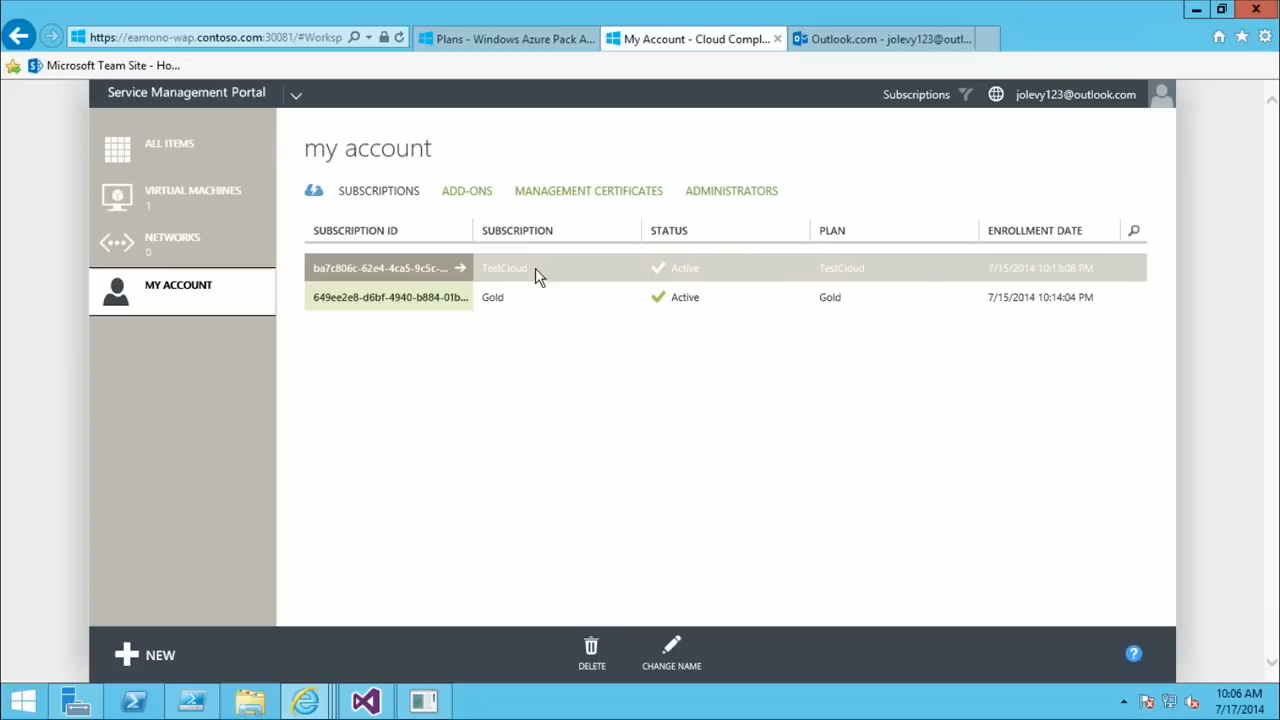 https://eamono-wap.contoso.com:30081/#Worksp
Plans - Windows Azure Pack A...
My Account - Cloud Compl...
Outlook.com - jolevy123@outl...
Microsoft Team Site - Ho...
Service Management Portal
Subscriptions
jolevy123@outlook.com
ALL ITEMS
VIRTUAL MACHINES
1
NETWORKS
0
MY ACCOUNT
my account
SUBSCRIPTIONS ADD-ONS MANAGEMENT CERTIFICATES ADMINISTRATORS
SUBSCRIPTION ID SUBSCRIPTION STATUS PLAN ENROLLMENT DATE
ba7c806c-62e4-4ca5-9c5c-... TestCloud Active TestCloud 7/15/2014 10:13:08 PM
649ee2e8-d6bf-4940-b884-01b... Gold Active Gold 7/15/2014 10:14:04 PM
NEW
DELETE
CHANGE NAME
?
10:06 AM
7/17/2014